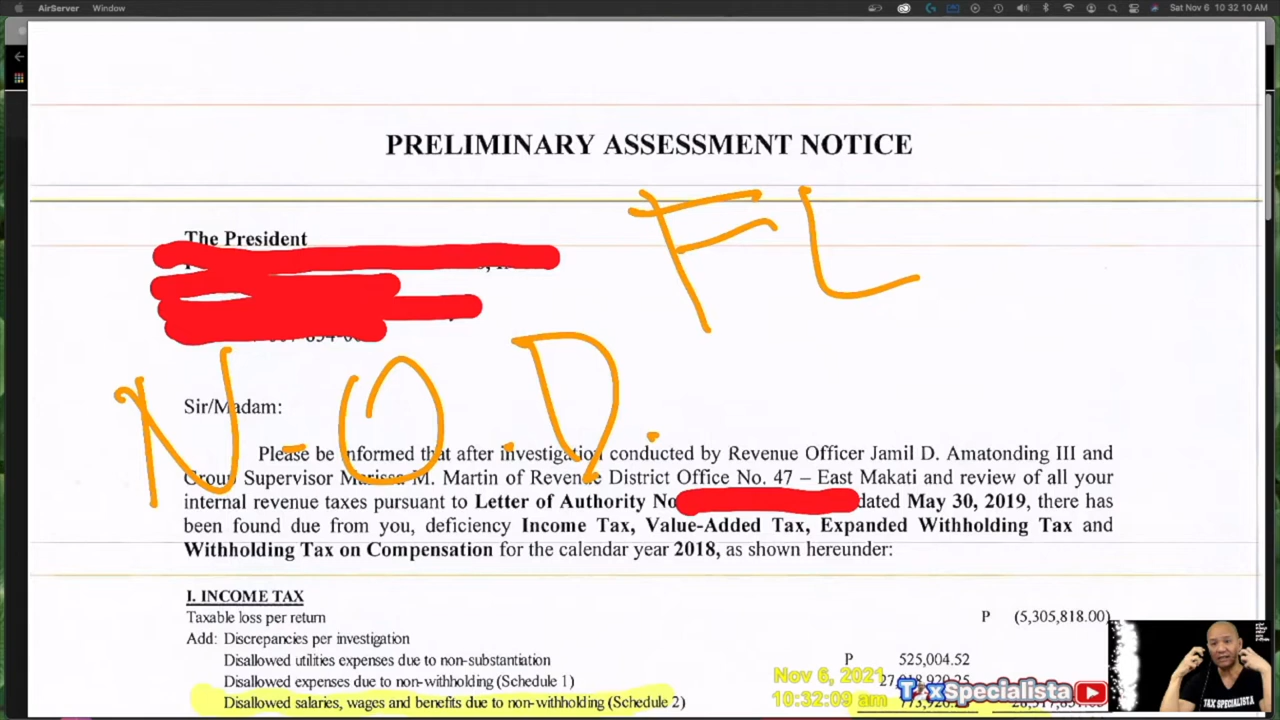 AirServer Window Sat Nov 6 10:32:10 AM
PRELIMINARY ASSESSMENT NOTICE
FL
The President
N-O.D.
Sir/Madam:
Please be informed that after investigation conducted by Revenue Officer Jamil D. Amatonding III and
Group Supervisor Marissa M. Martin of Revenue District Office No. 47 – East Makati and review of all your
internal revenue taxes pursuant to Letter of Authority No dated May 30, 2019, there has
been found due from you, deficiency Income Tax, Value-Added Tax, Expanded Withholding Tax and
Withholding Tax on Compensation for the calendar year 2018, as shown hereunder:
I. INCOME TAX
Taxable loss per return P (5,305,818.00)
Add: Discrepancies per investigation
Disallowed utilities expenses due to non-substantiation P 525,004.52
Disallowed expenses due to non-withholding (Schedule 1)
Disallowed salaries, wages and benefits due to non-withholding (Schedule 2)
Nov 6, 2021
10:32:09 am
TaxSpecialista
TAX SPECIALISTA